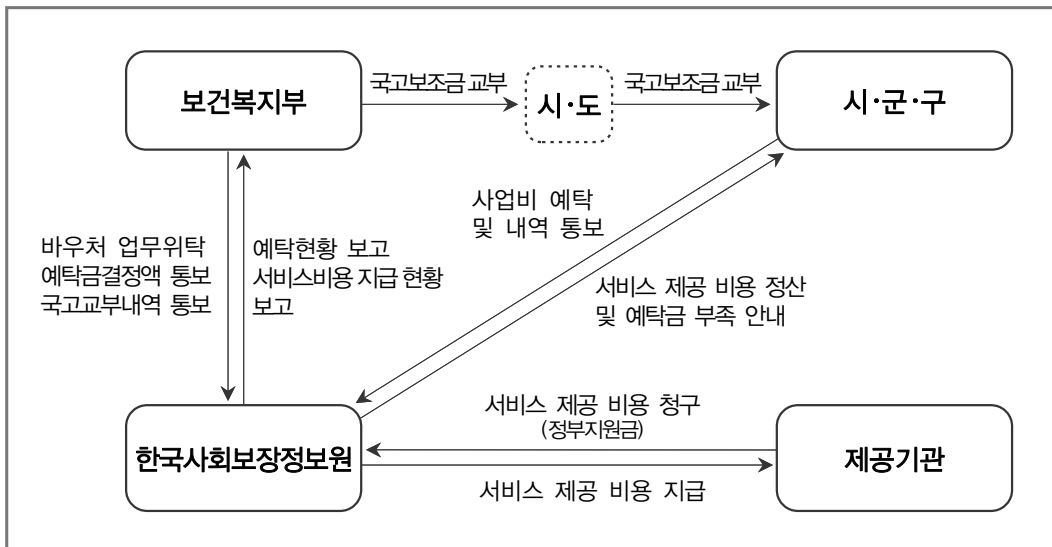 보건복지부
국고보조금 교부
시·도
국고보조금 교부
시·군·구
바우처 업무위탁
예탁금결정액 통보
국고교부내역 통보
예탁현황 보고
서비스비용 지급 현황
보고
사업비 예탁
및 내역 통보
서비스 제공 비용 정산
및 예탁금 부족 안내
한국사회보장정보원
서비스 제공 비용 청구
(정부지원금)
서비스 제공 비용 지급
제공기관